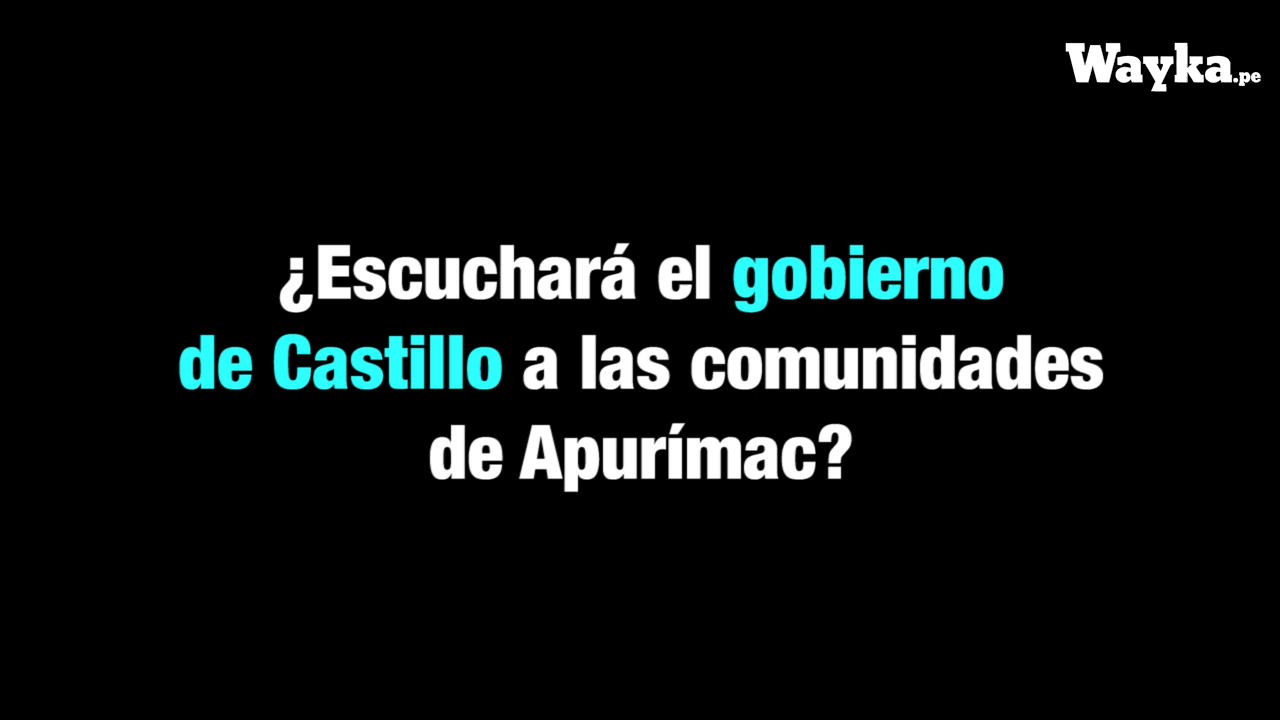 Wayka.pe
¿Escuchará el gobierno
de Castillo a las comunidades
de Apurímac?